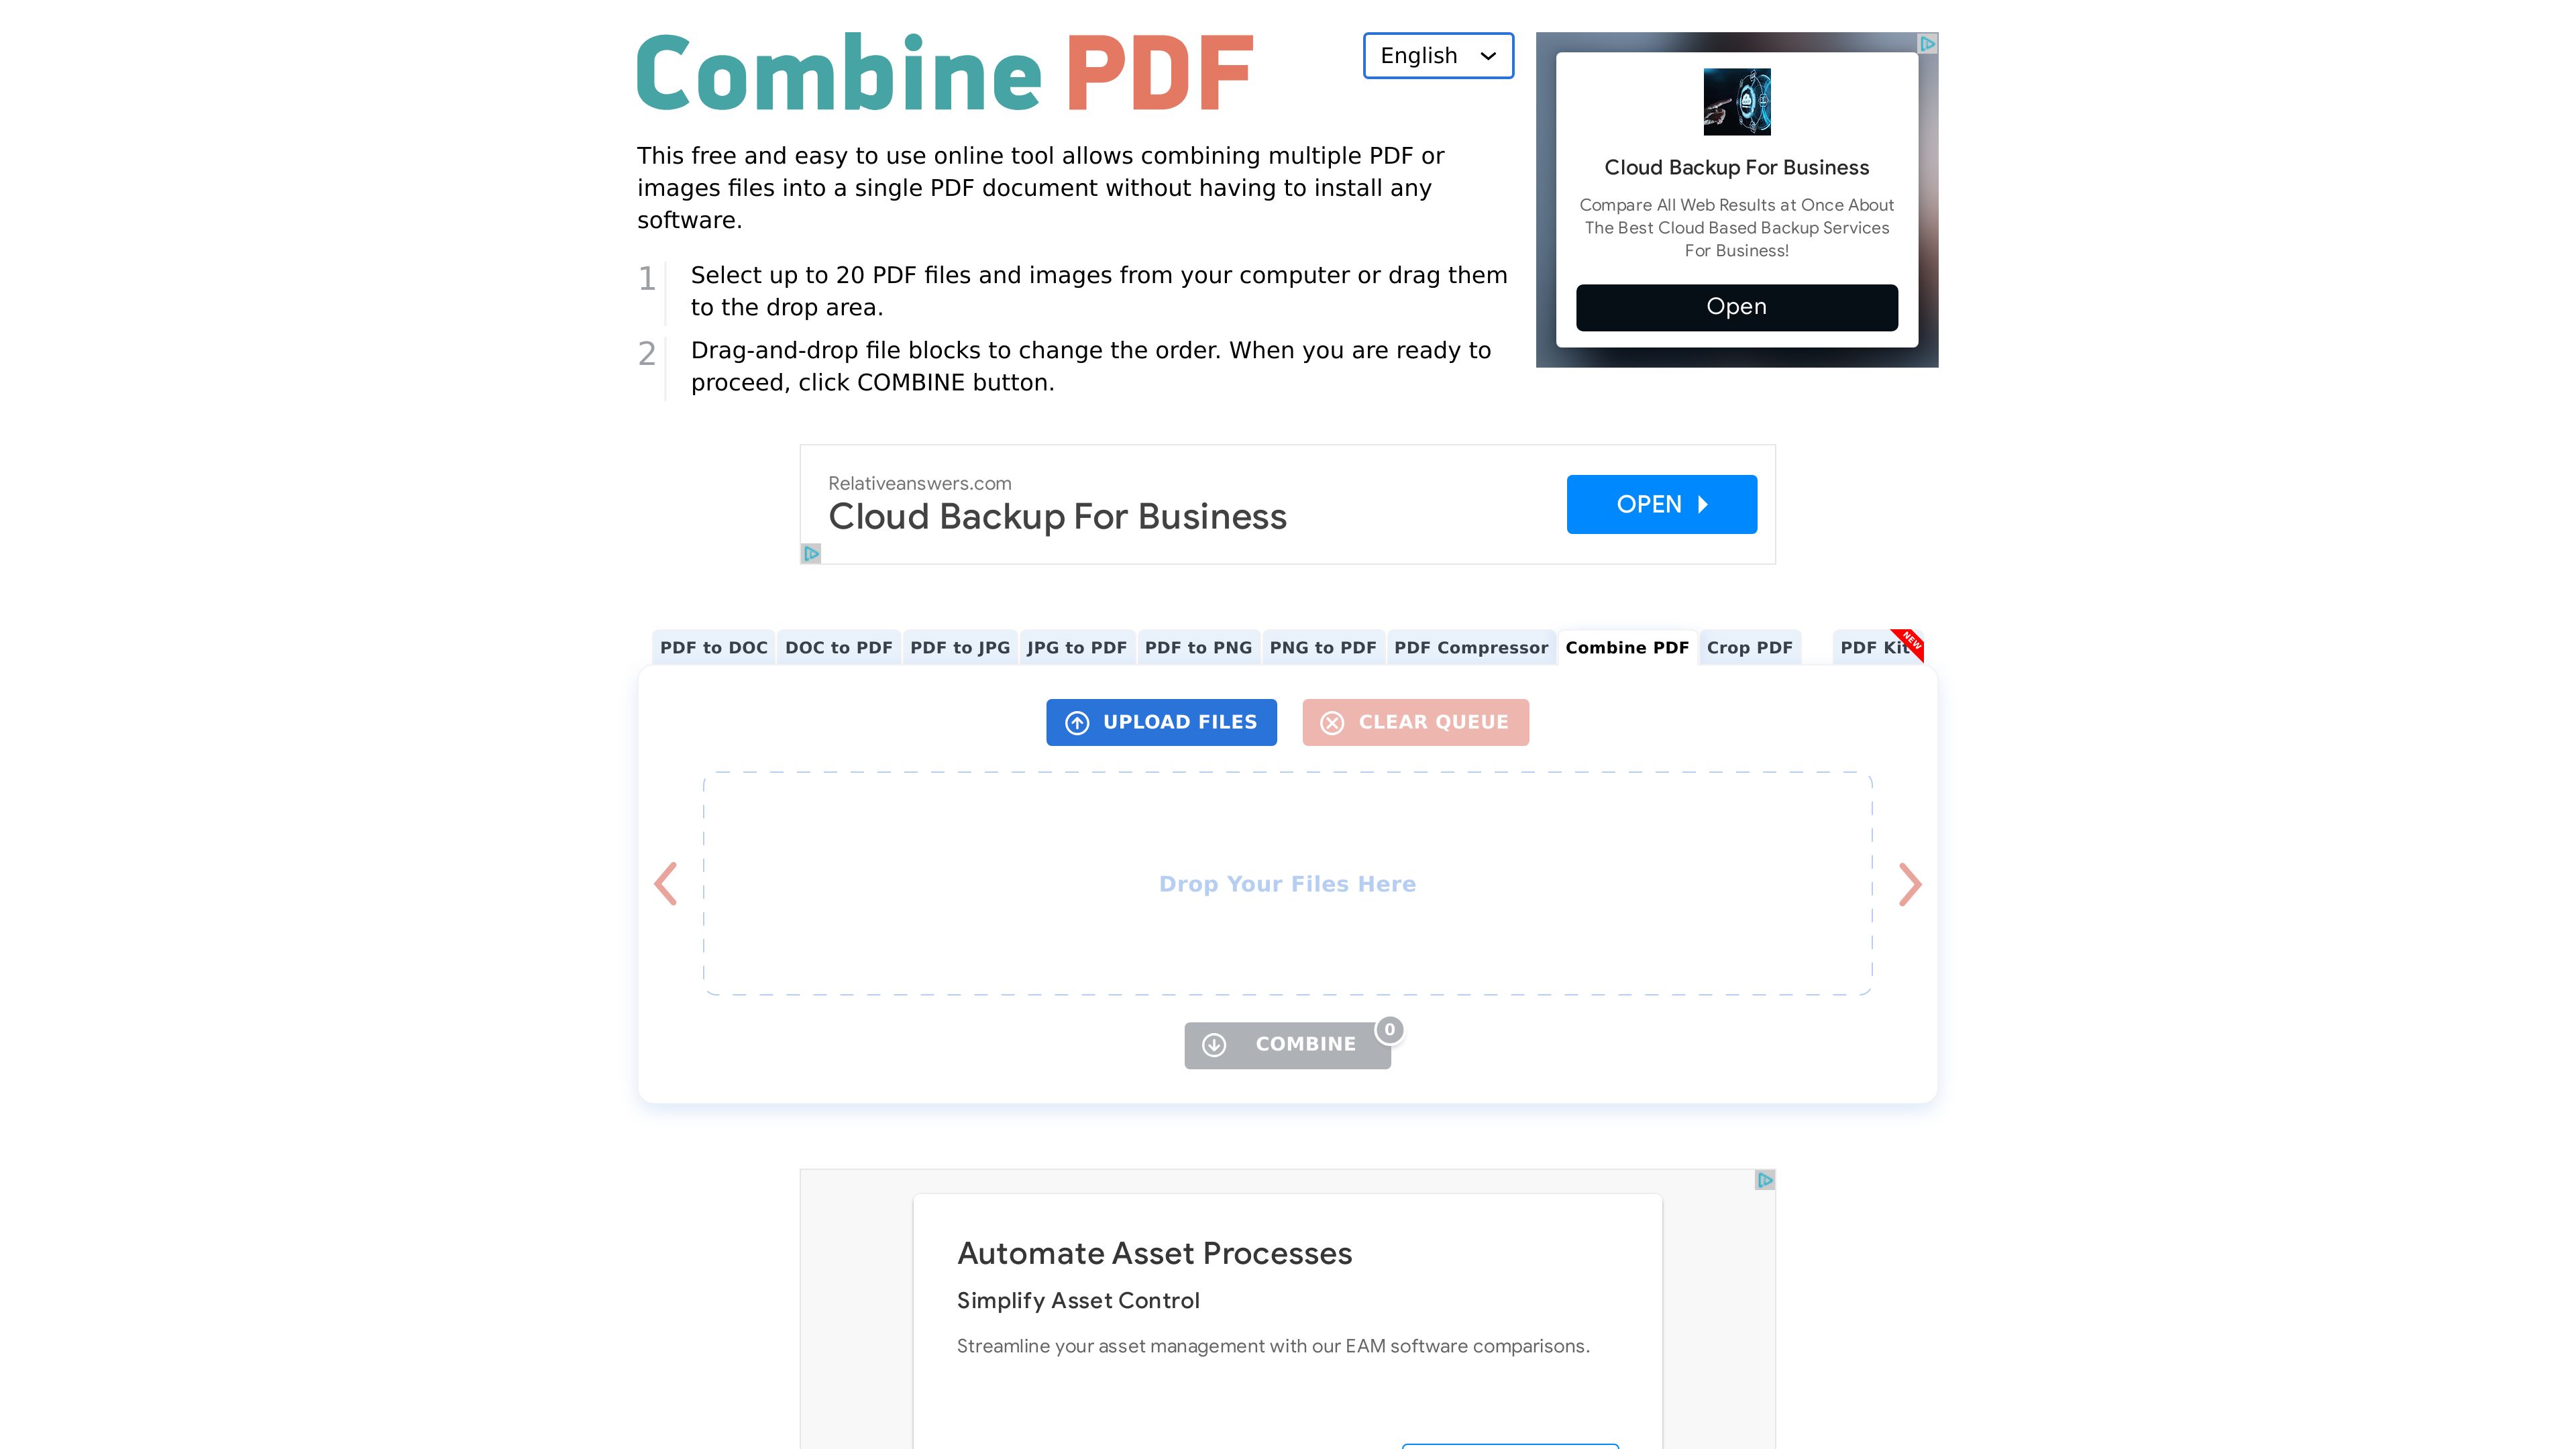 Combine PDF
English
This free and easy to use online tool allows combining multiple PDF or
images files into a single PDF document without having to install any
software.
1 Select up to 20 PDF files and images from your computer or drag them
to the drop area.
2 Drag-and-drop file blocks to change the order. When you are ready to
proceed, click COMBINE button.
Cloud Backup For Business
Compare All Web Results at Once About
The Best Cloud Based Backup Services
For Business!
Open
Relativeanswers.com
Cloud Backup For Business
OPEN
PDF to DOC DOC to PDF PDF to JPG JPG to PDF PDF to PNG PNG to PDF PDF Compressor Combine PDF Crop PDF PDF Kit NEW
UPLOAD FILES CLEAR QUEUE
Drop Your Files Here
COMBINE 0
Automate Asset Processes
Simplify Asset Control
Streamline your asset management with our EAM software comparisons.